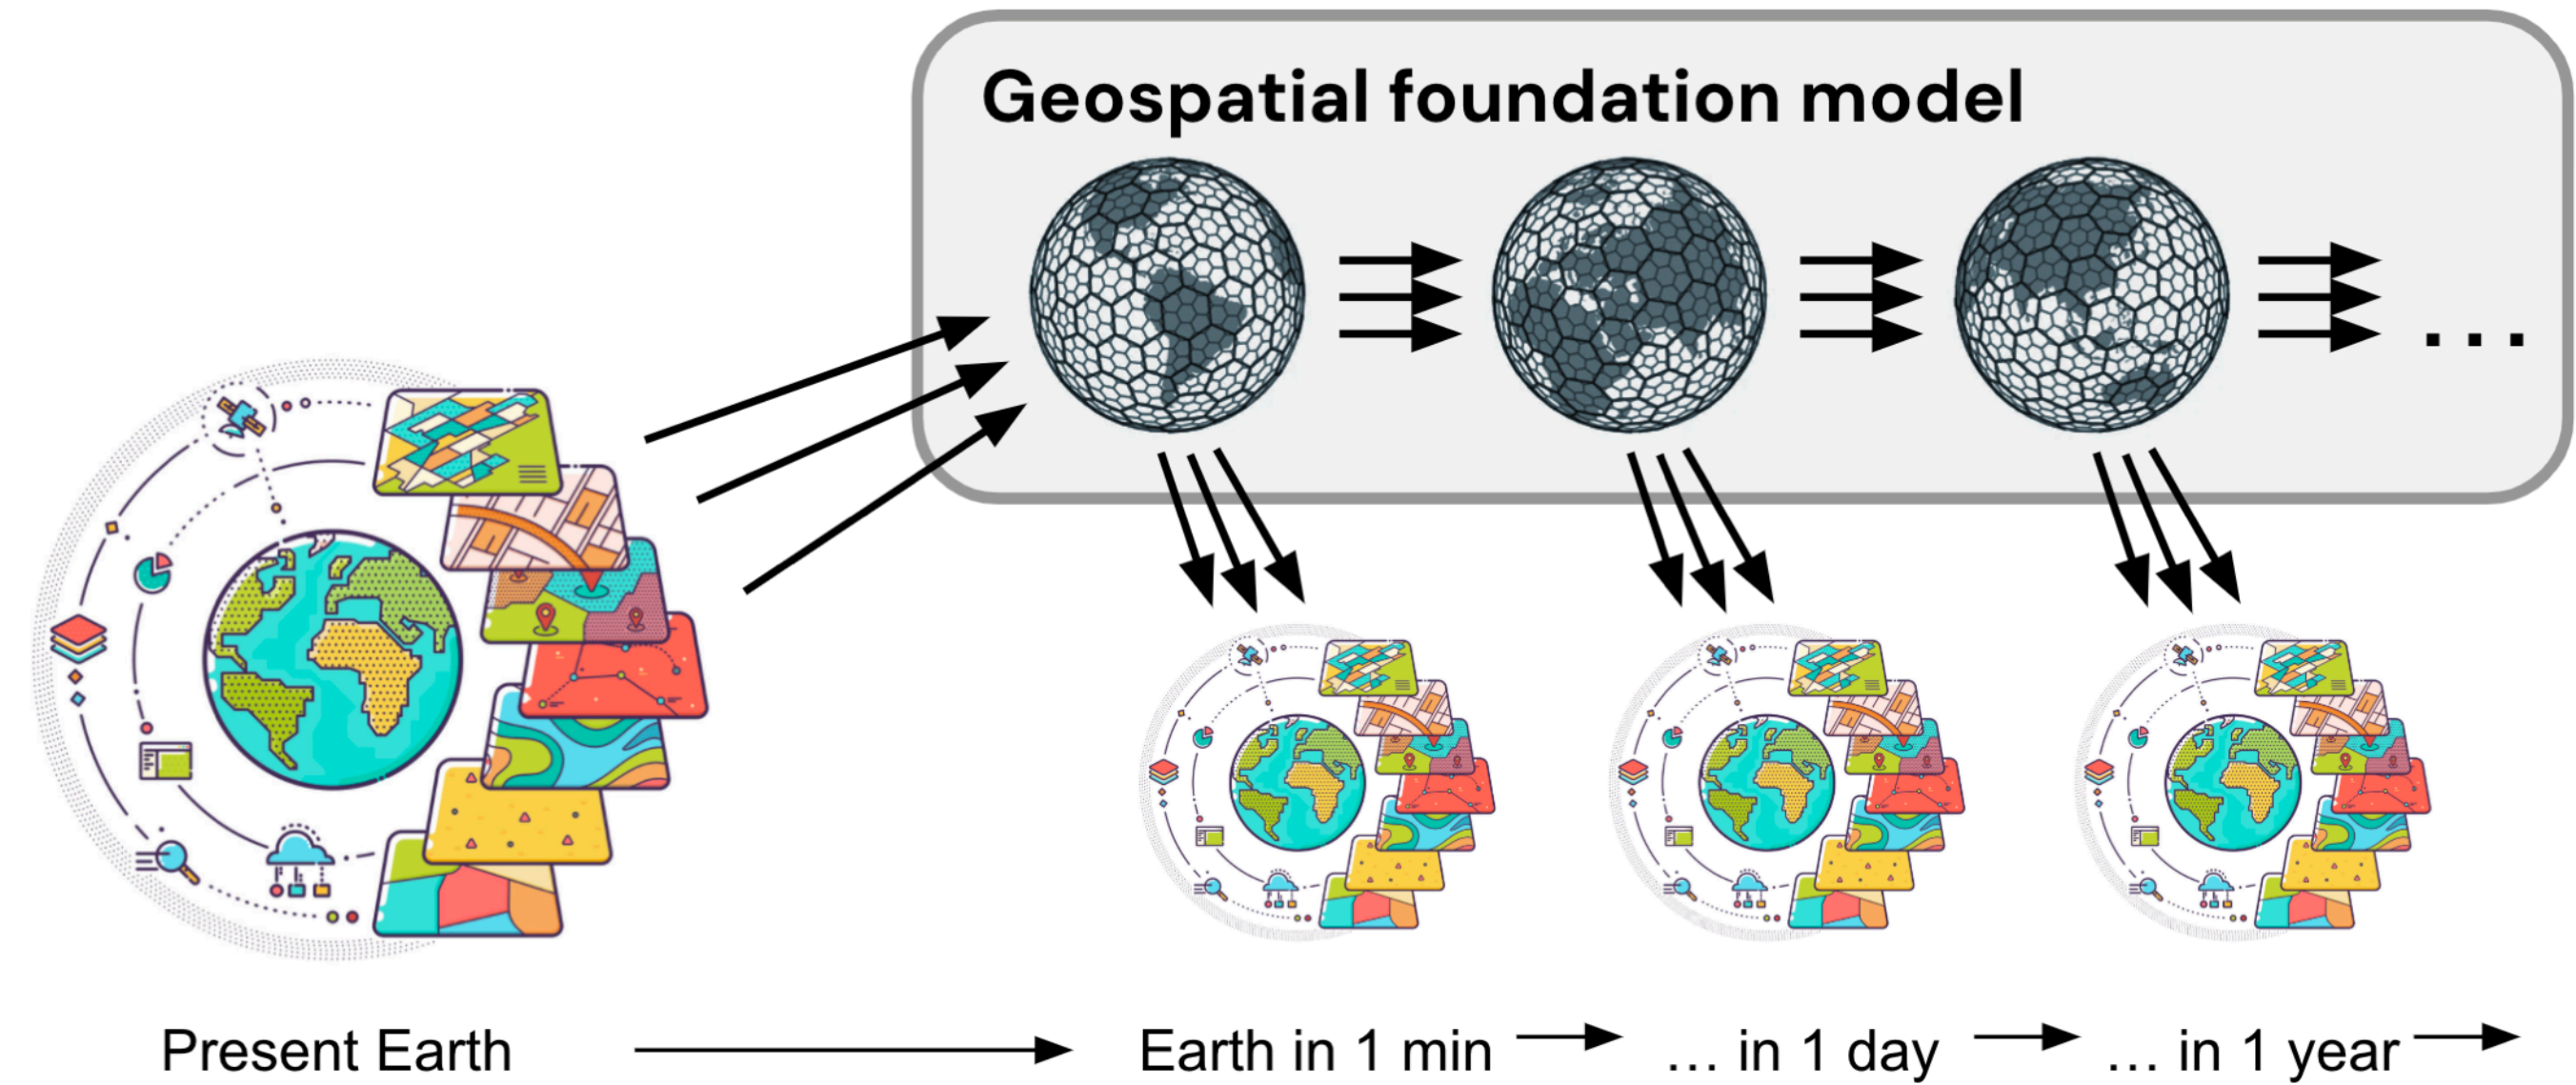 Geospatial foundation model
...
Present Earth
Earth in 1 min
... in 1 day
... in 1 year